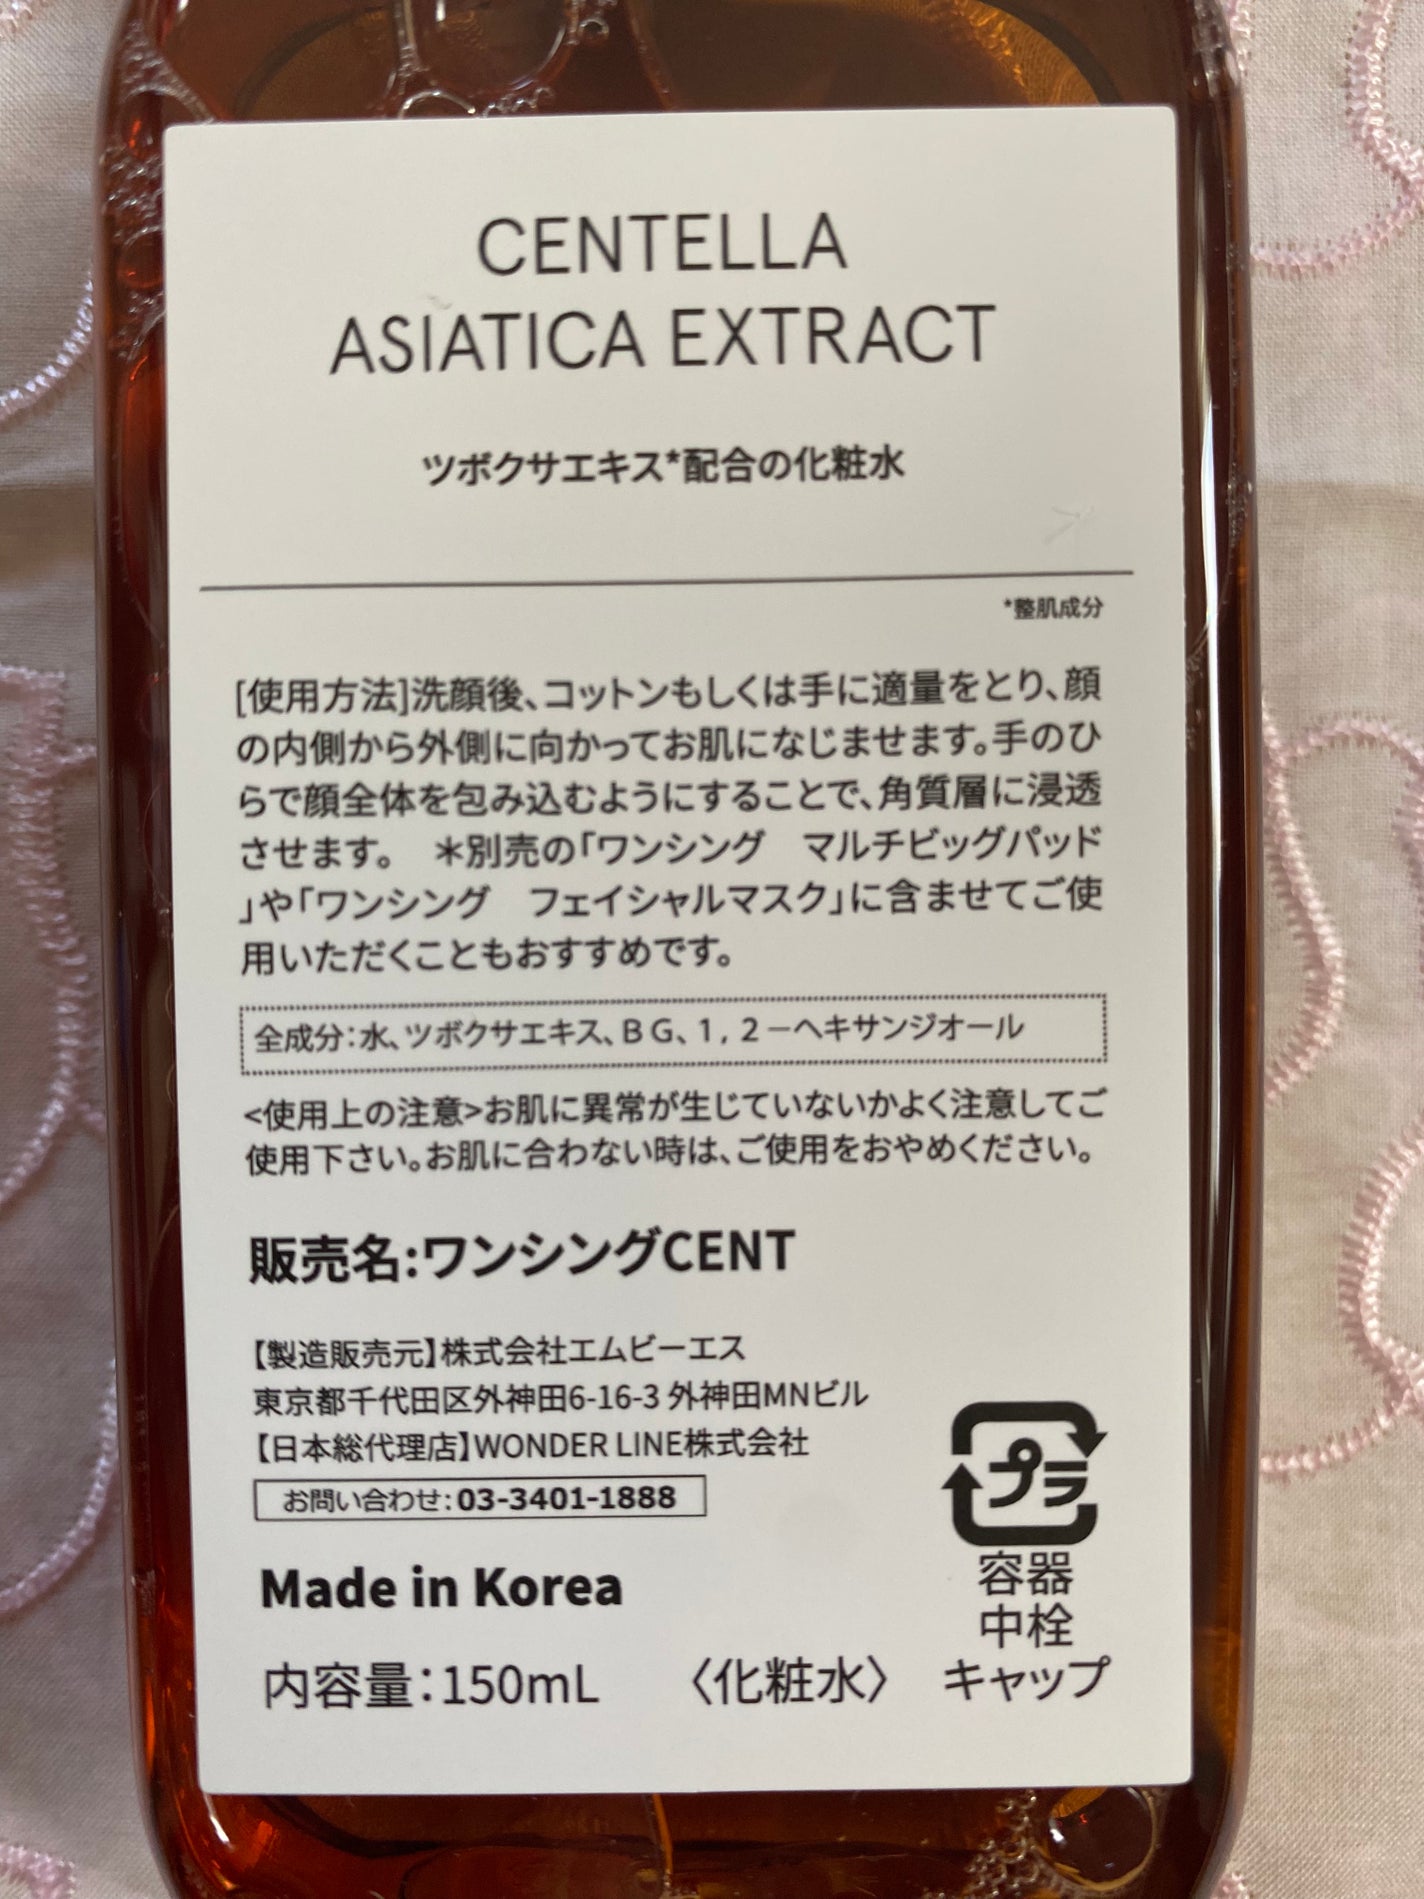 CENTELLA
ASIATICA EXTRACT
ツボクサエキス*配合の化粧水
*整肌成分
[使用方法]洗顔後、コットンもしくは手に適量をとり、顔
の内側から外側に向かってお肌になじませます。手のひ
らで顔全体を包み込むようにすることで、角質層に浸透
させます。　＊別売の「ワンシング　マルチビッグパッド
」や「ワンシング　フェイシャルマスク」に含ませてご使
用いただくこともおすすめです。
全成分：水、ツボクサエキス、ＢＧ、１，２－ヘキサンジオール
<使用上の注意>お肌に異常が生じていないかよく注意してご
使用下さい。お肌に合わない時は、ご使用をおやめください。
販売名:ワンシングCENT
【製造販売元】株式会社エムビーエス
東京都千代田区外神田6-16-3 外神田MNビル
【日本総代理店】WONDER LINE株式会社
お問い合わせ：03-3401-1888
Made in Korea
内容量：150mL　〈化粧水〉
プラ
容器
中栓
キャップ